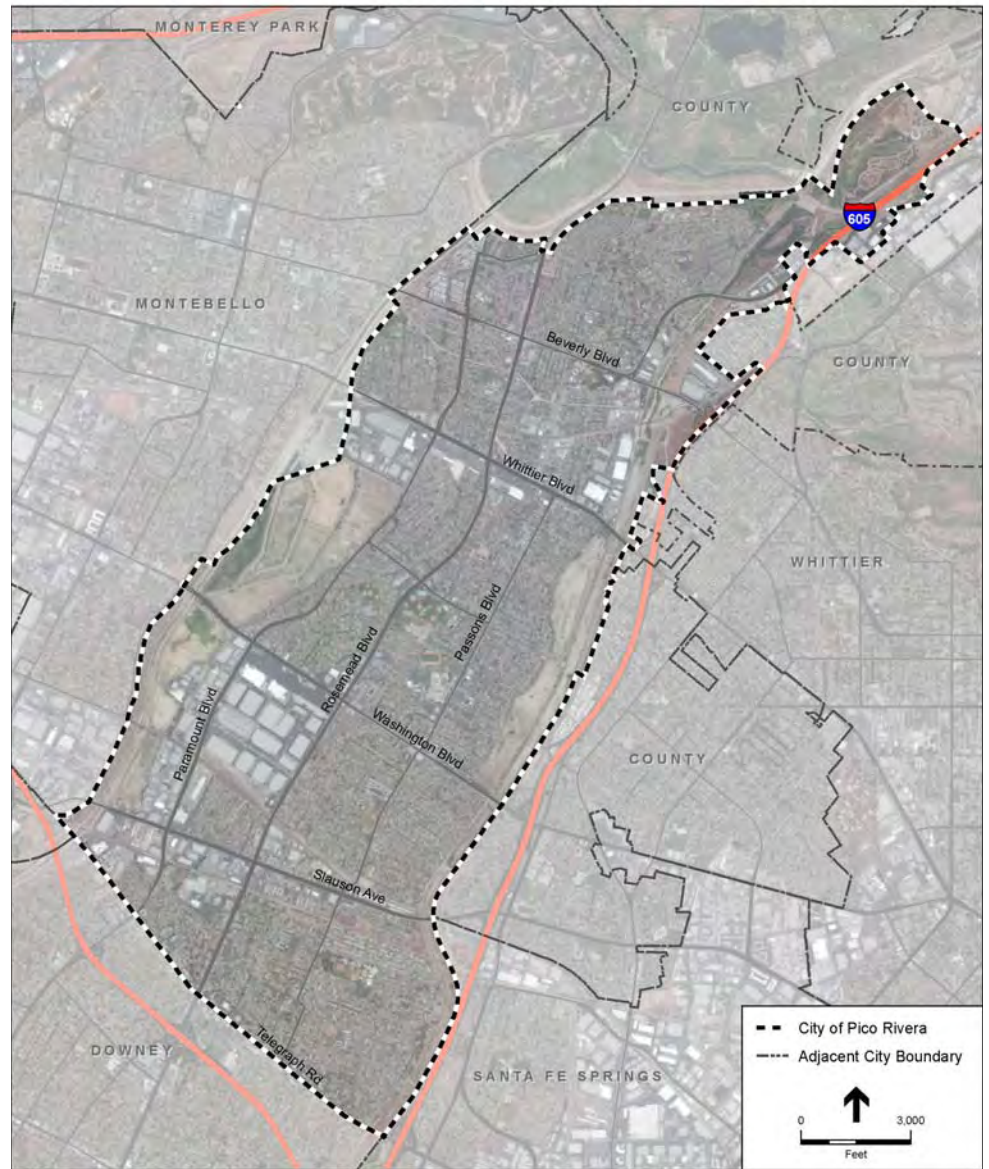 MONTEREY PARK
COUNTY
605
MONTEBELLO
Beverly Blvd
COUNTY
Whittier Blvd
WHITTIER
Passons Blvd
Rosemead Blvd
Paramount Blvd
Washington Blvd
COUNTY
Slauson Ave
Telegraph Rd
DOWNEY
SANTA FE SPRINGS
City of Pico Rivera
Adjacent City Boundary
0 3,000
Feet